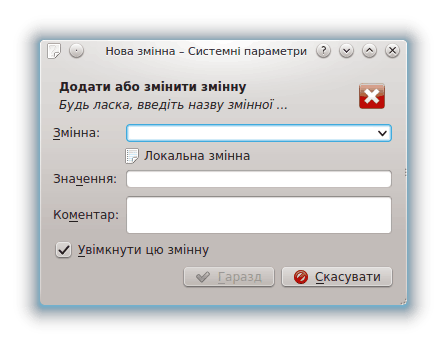 Нова змінна – Системні параметри
Додати або змінити змінну
Будь ласка, введіть назву змінної ...
Змінна:
Локальна змінна
Значення:
Коментар:
Увімкнути цю змінну
Гаразд
Скасувати